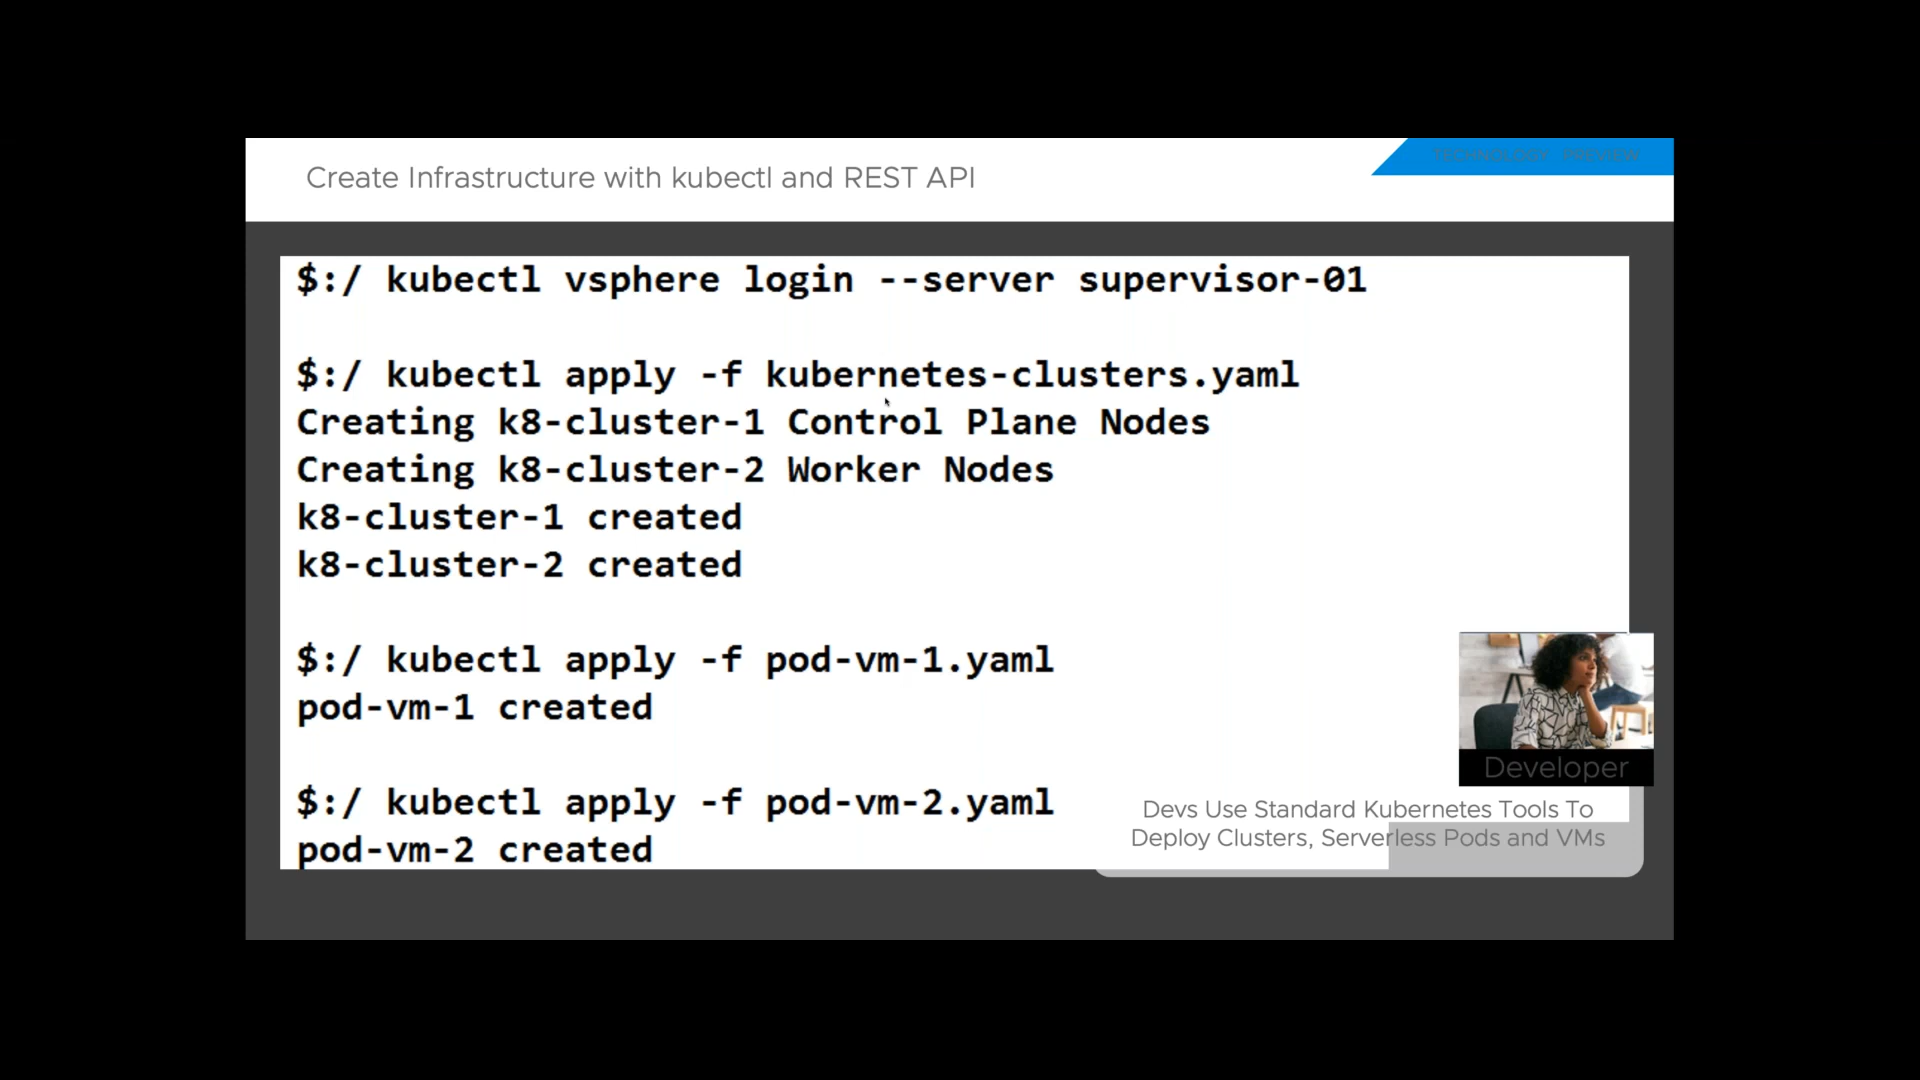 Create Infrastructure with kubectl and REST API
TECHNOLOGY PREVIEW
$:/ kubectl vsphere login --server supervisor-01
$:/ kubectl apply -f kubernetes-clusters.yaml
Creating k8-cluster-1 Control Plane Nodes
Creating k8-cluster-2 Worker Nodes
k8-cluster-1 created
k8-cluster-2 created
$:/ kubectl apply -f pod-vm-1.yaml
pod-vm-1 created
$:/ kubectl apply -f pod-vm-2.yaml
pod-vm-2 created
Developer
Devs Use Standard Kubernetes Tools To
Deploy Clusters, Serverless Pods and VMs